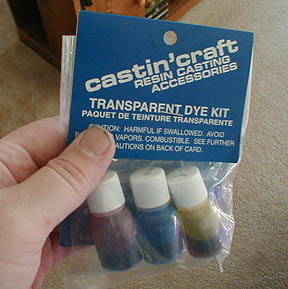 castin'craft
RESIN CASTING
ACCESSORIES
TRANSPARENT DYE KIT
PAQUET DE TEINTURE TRANSPARENTE
CAUTION: HARMFUL IF SWALLOWED. AVOID
VAPORS. COMBUSTIBLE. SEE FURTHER
CAUTIONS ON BACK OF CARD.